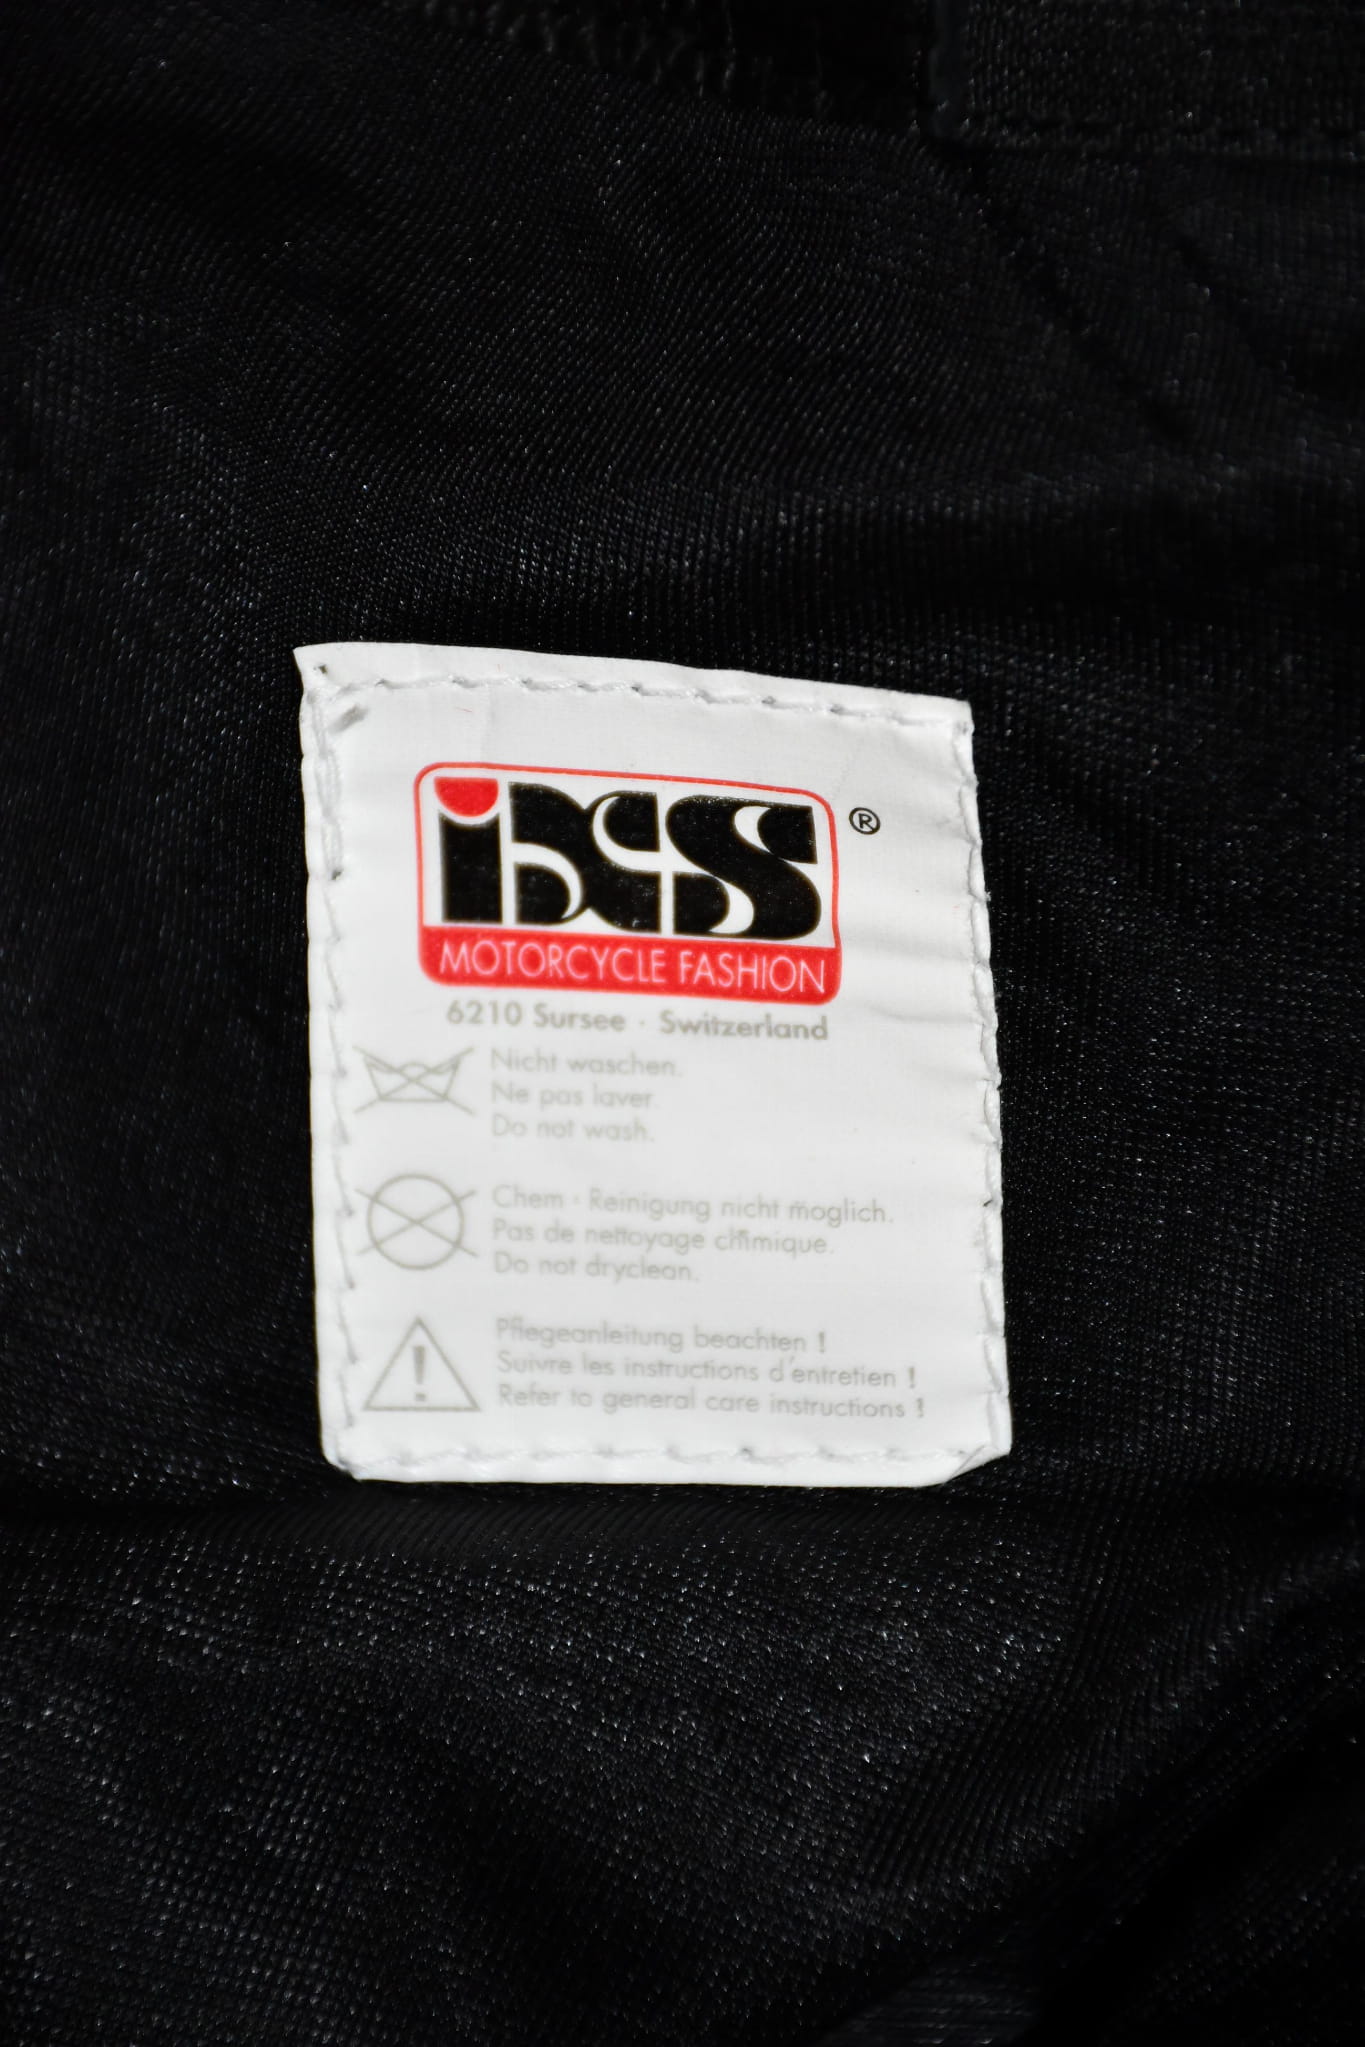 iXS ®
MOTORCYCLE FASHION
6210 Sursee · Switzerland
Nicht waschen.
Ne pas laver.
Do not wash.
Chem · Reinigung nicht möglich.
Pas de nettoyage chimique.
Do not dryclean.
Pflegeanleitung beachten !
Suivre les instructions d'entretien !
Refer to general care instructions !